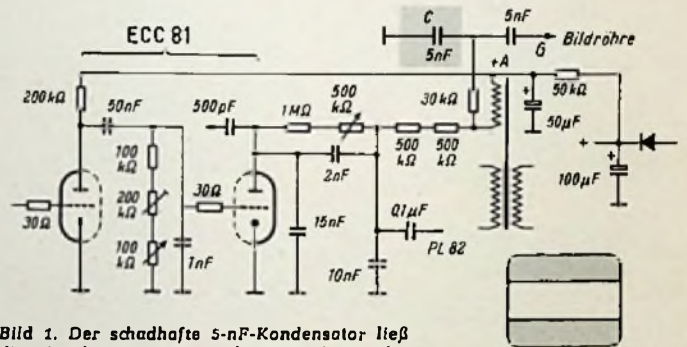 ECC 81
C
5nF
5nF
G
Bildröhre
+A
200kΩ
50nF
500pF
1MΩ
500
kΩ
30kΩ
50kΩ
50µF
+
+
+
100µF
100
kΩ
200
kΩ
100
kΩ
30Ω
1nF
30Ω
15nF
2nF
500
kΩ
500
kΩ
0,1µF
PL 82
10nF
Bild 1. Der schadhafte 5-nF-Kondensator ließ